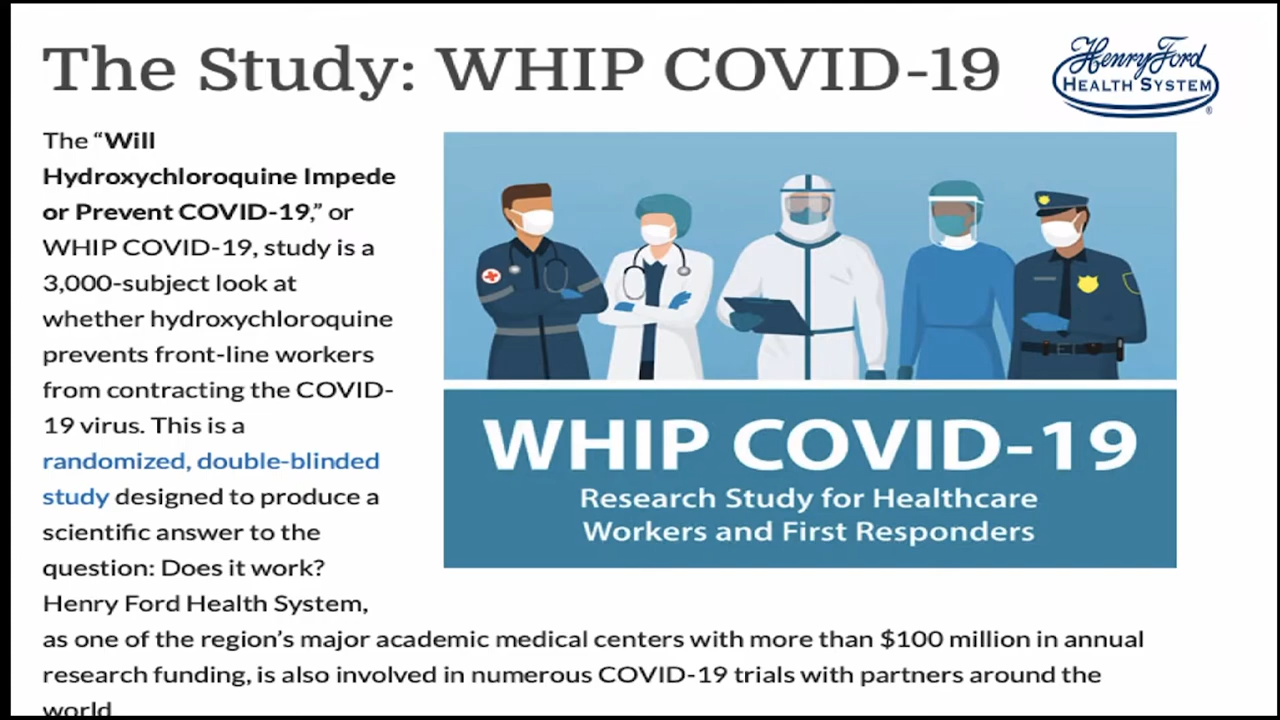 The Study: WHIP COVID-19
Henry Ford
HEALTH SYSTEM
®
The “Will
Hydroxychloroquine Impede
or Prevent COVID-19,” or
WHIP COVID-19, study is a
3,000-subject look at
whether hydroxychloroquine
prevents front-line workers
from contracting the COVID-
19 virus. This is a
randomized, double-blinded
study designed to produce a
scientific answer to the
question: Does it work?
Henry Ford Health System,
as one of the region’s major academic medical centers with more than $100 million in annual
research funding, is also involved in numerous COVID-19 trials with partners around the
world
WHIP COVID-19
Research Study for Healthcare
Workers and First Responders